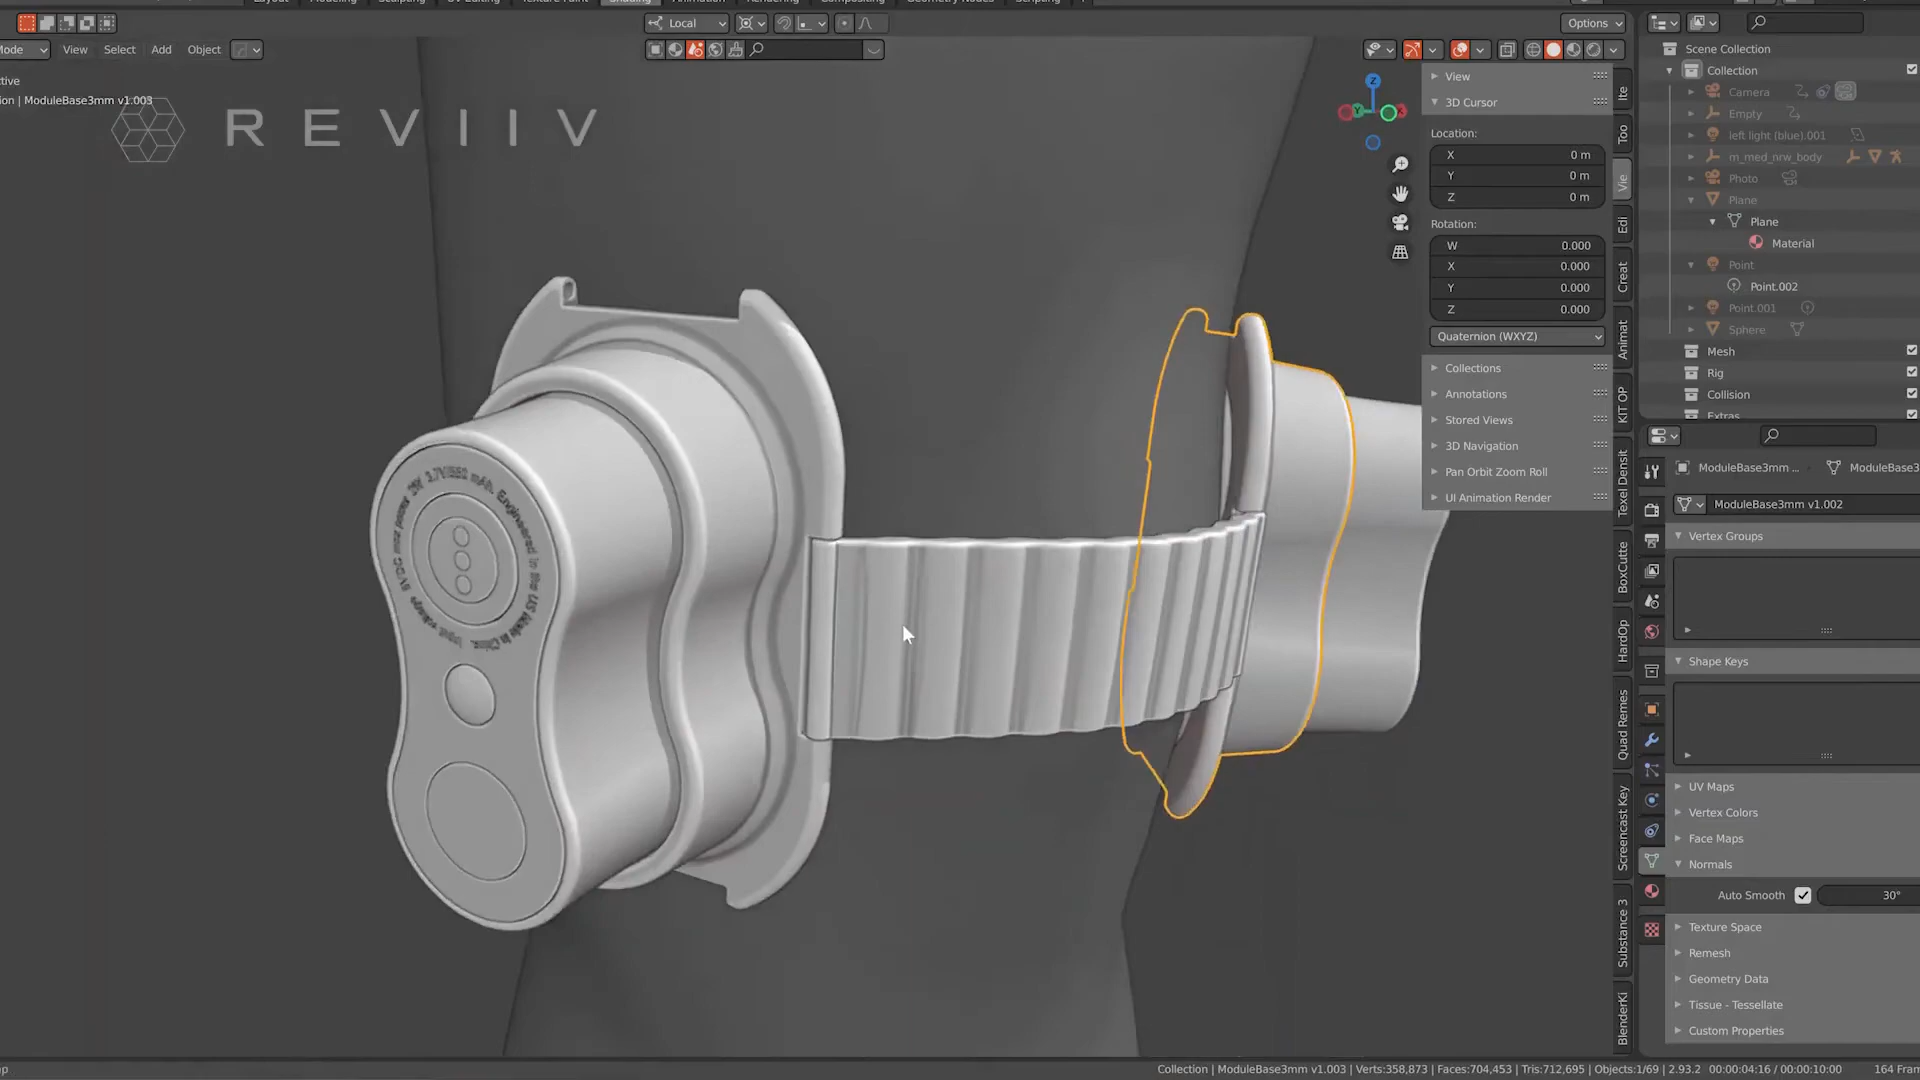 Local
Options
Mode
View
Select
Add
Object
tive
ion | ModuleBase3mm v1.003
REVIIV
View
3D Cursor
Location:
X 0 m
Y 0 m
Z 0 m
Rotation:
W 0.000
X 0.000
Y 0.000
Z 0.000
Quaternion (WXYZ)
Collections
Annotations
Stored Views
3D Navigation
Pan Orbit Zoom Roll
UI Animation Render
Ite
Too
Vie
Edi
Creat
Animat
KIT OP
Texel Densit
BoxCutte
HardOp
Quad Remes
Screencast Key
Substance 3
BlenderKi
Scene Collection
Collection
Camera
Empty
left light (blue).001
m_med_nrw_body
Photo
Plane
Plane
Material
Point
Point.002
Point.001
Sphere
Mesh
Rig
Collision
Extras
ModuleBase3mm ...
ModuleBase3
ModuleBase3mm v1.002
Vertex Groups
Shape Keys
UV Maps
Vertex Colors
Face Maps
Normals
Auto Smooth 30°
Texture Space
Remesh
Geometry Data
Tissue - Tessellate
Custom Properties
Collection | ModuleBase3mm v1.003 | Verts:358,873 | Faces:704,453 | Tris:712,695 | Objects:1/69 | 2.93.2 00:00:04:16 / 00:00:10:00 164 Fram